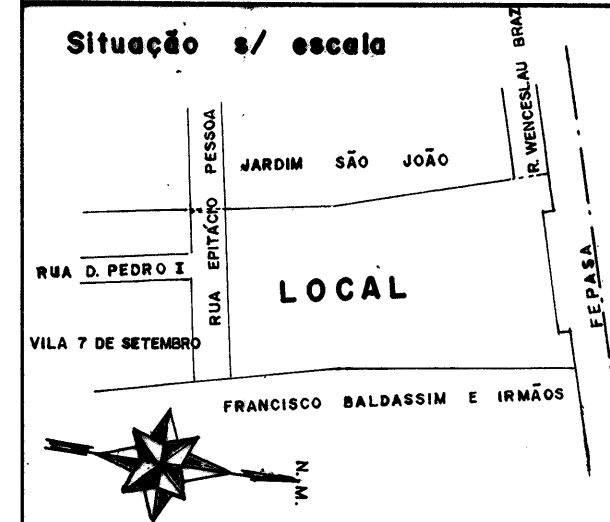 Situação s/ escala
R. WENCESLAU BRAZ
RUA EPITÁCIO PESSOA
JARDIM SÃO JOÃO
RUA D. PEDRO I
LOCAL
FEPASA
VILA 7 DE SETEMBRO
FRANCISCO BALDASSIM E IRMÃOS
N.M.